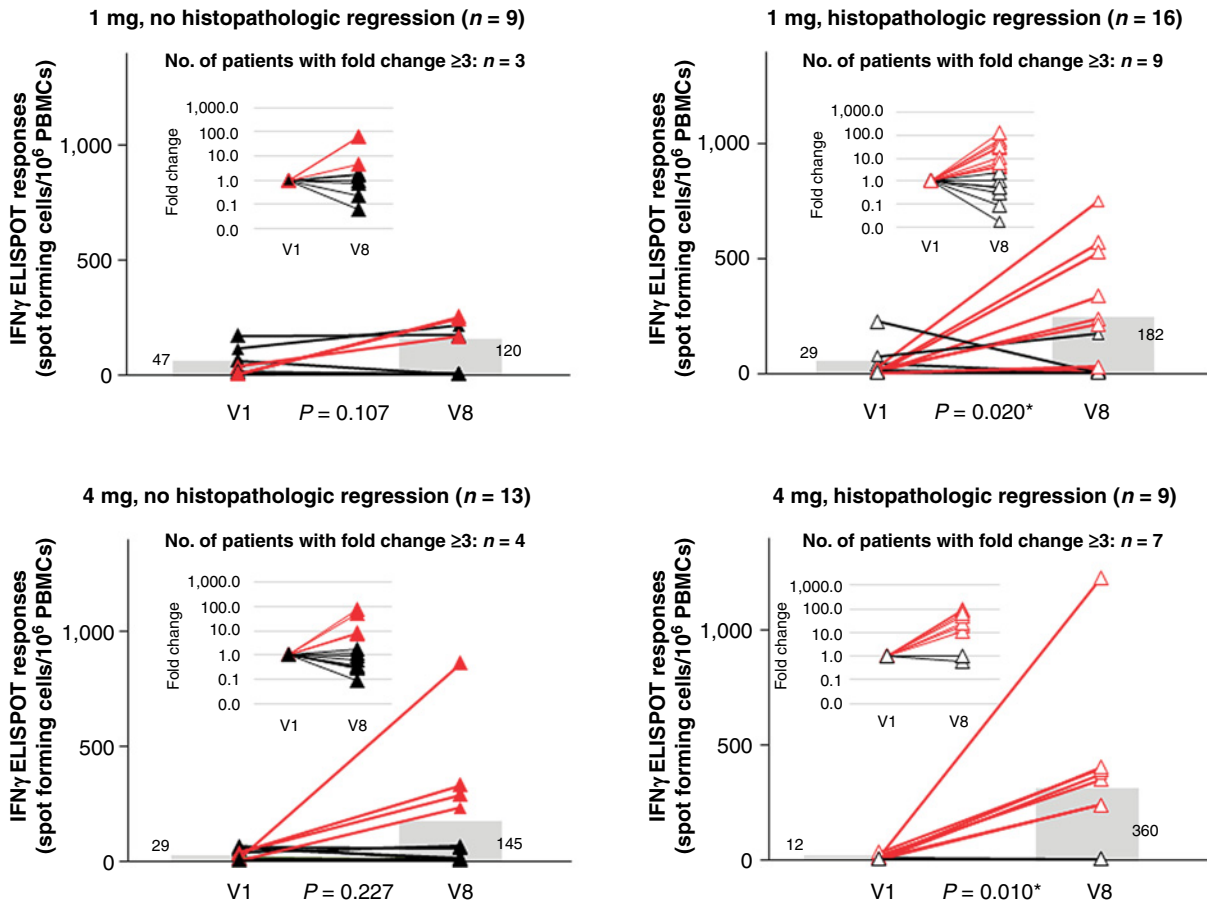 1 mg, no histopathologic regression (n = 9)
No. of patients with fold change ≥3: n = 3
IFNγ ELISPOT responses
(spot forming cells/10⁶ PBMCs)
1,000
500
0
Fold change
1,000.0
100.0
10.0
1.0
0.1
0.0
V1 V8
47
120
V1 P = 0.107 V8
1 mg, histopathologic regression (n = 16)
No. of patients with fold change ≥3: n = 9
IFNγ ELISPOT responses
(spot forming cells/10⁶ PBMCs)
1,000
500
0
Fold change
1,000.0
100.0
10.0
1.0
0.1
0.0
V1 V8
29
182
V1 P = 0.020* V8
4 mg, no histopathologic regression (n = 13)
No. of patients with fold change ≥3: n = 4
IFNγ ELISPOT responses
(spot forming cells/10⁶ PBMCs)
1,000
500
0
Fold change
1,000.0
100.0
10.0
1.0
0.1
0.0
V1 V8
29
145
V1 P = 0.227 V8
4 mg, histopathologic regression (n = 9)
No. of patients with fold change ≥3: n = 7
IFNγ ELISPOT responses
(spot forming cells/10⁶ PBMCs)
1,000
500
0
Fold change
1,000.0
100.0
10.0
1.0
0.1
0.0
V1 V8
12
360
V1 P = 0.010* V8